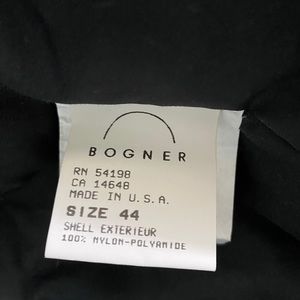 BOGNER
RN 54198
CA 14648
MADE IN U.S.A.
SIZE 44
SHELL EXTERIEUR
100% NYLON-POLYAMIDE